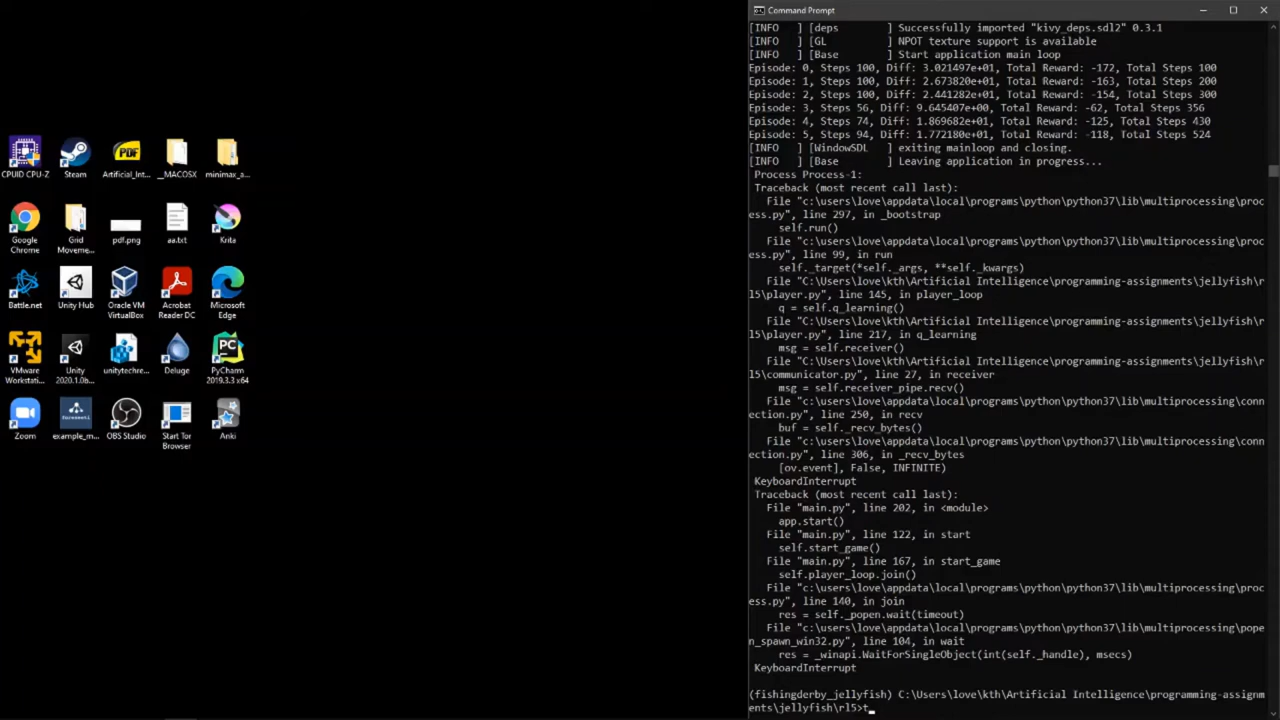 Command Prompt
[INFO   ] [deps        ] Successfully imported "kivy_deps.sdl2" 0.3.1
[INFO   ] [GL          ] NPOT texture support is available
[INFO   ] [Base        ] Start application main loop
Episode: 0, Steps 100, Diff: 3.021497e+01, Total Reward: -172, Total Steps 100
Episode: 1, Steps 100, Diff: 2.673820e+01, Total Reward: -163, Total Steps 200
Episode: 2, Steps 100, Diff: 2.441282e+01, Total Reward: -154, Total Steps 300
Episode: 3, Steps 56, Diff: 9.645407e+00, Total Reward: -62, Total Steps 356
Episode: 4, Steps 74, Diff: 1.869682e+01, Total Reward: -125, Total Steps 430
Episode: 5, Steps 94, Diff: 1.772180e+01, Total Reward: -118, Total Steps 524
[INFO   ] [WindowSDL   ] exiting mainloop and closing.
[INFO   ] [Base        ] Leaving application in progress...
Process Process-1:
Traceback (most recent call last):
File "c:\users\love\appdata\local\programs\python\python37\lib\multiprocessing\proc
ess.py", line 297, in _bootstrap
self.run()
File "c:\users\love\appdata\local\programs\python\python37\lib\multiprocessing\proc
ess.py", line 99, in run
self._target(*self._args, **self._kwargs)
File "C:\Users\love\kth\Artificial Intelligence\programming-assignments\jellyfish\r
l5\player.py", line 145, in player_loop
q = self.q_learning()
File "C:\Users\love\kth\Artificial Intelligence\programming-assignments\jellyfish\r
l5\player.py", line 217, in q_learning
msg = self.receiver()
File "C:\Users\love\kth\Artificial Intelligence\programming-assignments\jellyfish\r
l5\communicator.py", line 27, in receiver
msg = self.receiver_pipe.recv()
File "c:\users\love\appdata\local\programs\python\python37\lib\multiprocessing\conn
ection.py", line 250, in recv
buf = self._recv_bytes()
File "c:\users\love\appdata\local\programs\python\python37\lib\multiprocessing\conn
ection.py", line 306, in _recv_bytes
[ov.event], False, INFINITE)
KeyboardInterrupt
Traceback (most recent call last):
File "main.py", line 202, in <module>
app.start()
File "main.py", line 122, in start
self.start_game()
File "main.py", line 167, in start_game
self.player_loop.join()
File "c:\users\love\appdata\local\programs\python\python37\lib\multiprocessing\proc
ess.py", line 140, in join
res = self._popen.wait(timeout)
File "c:\users\love\appdata\local\programs\python\python37\lib\multiprocessing\pope
n_spawn_win32.py", line 104, in wait
res = _winapi.WaitForSingleObject(int(self._handle), msecs)
KeyboardInterrupt
(fishingderby_jellyfish) C:\Users\love\kth\Artificial Intelligence\programming-assignm
ents\jellyfish\rl5>t_
CPUID CPU-Z
Steam
PDF
Artificial_Int...
__MACOSX
minimax_a...
Google
Chrome
Grid
Moveme...
pdf.png
aa.txt
Krita
Battle.net
Unity Hub
Oracle VM
VirtualBox
Acrobat
Reader DC
Microsoft
Edge
VMware
Workstati...
Unity
2020.1.0b...
unitytechre...
Deluge
PC
PyCharm
2019.3.3 x64
Zoom
foreseeti
example_m...
OBS Studio
Start Tor
Browser
Anki